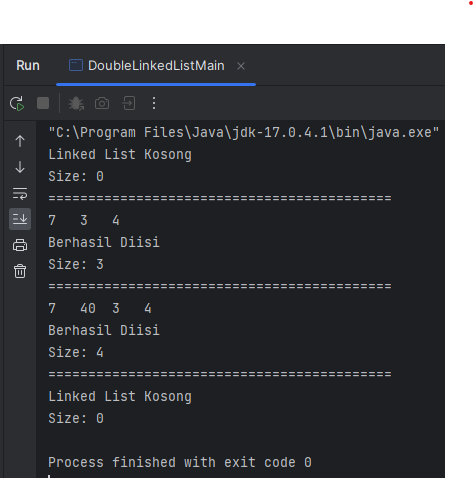 Run DoubleLinkedListMain ×
"C:\Program Files\Java\jdk-17.0.4.1\bin\java.exe"
Linked List Kosong
Size: 0
===========================================
7   3   4
Berhasil Diisi
Size: 3
===========================================
7   40  3   4
Berhasil Diisi
Size: 4
===========================================
Linked List Kosong
Size: 0
Process finished with exit code 0